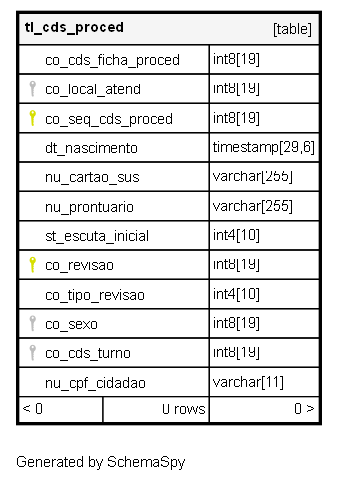 tl_cds_proced [table]
co_cds_ficha_proced int8[19]
co_local_atend int8[19]
co_seq_cds_proced int8[19]
dt_nascimento timestamp[29,6]
nu_cartao_sus varchar[255]
nu_prontuario varchar[255]
st_escuta_inicial int4[10]
co_revisao int8[19]
co_tipo_revisao int4[10]
co_sexo int8[19]
co_cds_turno int8[19]
nu_cpf_cidadao varchar[11]
< 0 0 rows 0 >
Generated by SchemaSpy